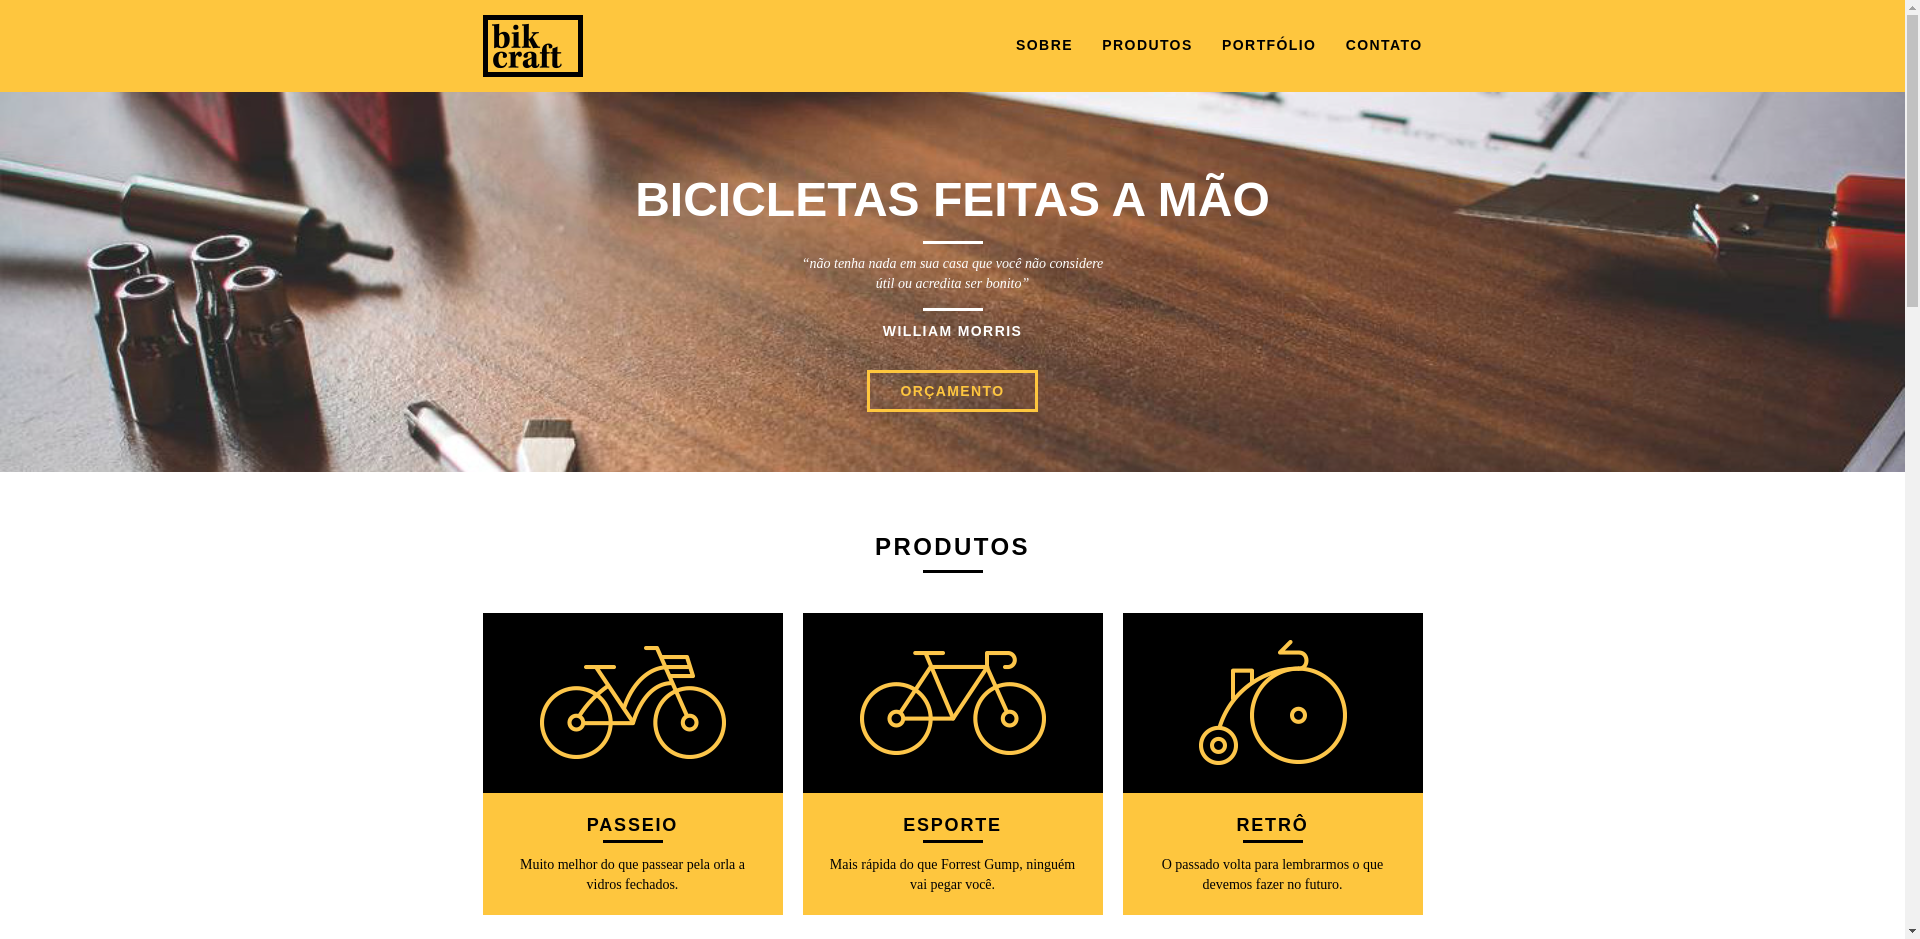 bik
craft
SOBRE PRODUTOS PORTFÓLIO CONTATO
BICICLETAS FEITAS A MÃO
“não tenha nada em sua casa que você não considere
útil ou acredita ser bonito”
WILLIAM MORRIS
ORÇAMENTO
PRODUTOS
PASSEIO
Muito melhor do que passear pela orla a
vidros fechados.
ESPORTE
Mais rápida do que Forrest Gump, ninguém
vai pegar você.
RETRÔ
O passado volta para lembrarmos o que
devemos fazer no futuro.